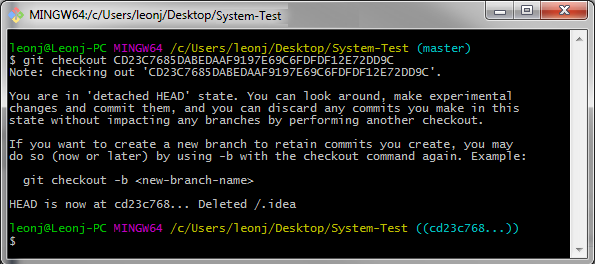 MINGW64:/c/Users/leonj/Desktop/System-Test
leonj@Leonj-PC MINGW64 /c/Users/leonj/Desktop/System-Test (master)
$ git checkout CD23C7685DABEDAAF9197E69C6FDFDF12E72DD9C
Note: checking out 'CD23C7685DABEDAAF9197E69C6FDFDF12E72DD9C'.
You are in 'detached HEAD' state. You can look around, make experimental
changes and commit them, and you can discard any commits you make in this
state without impacting any branches by performing another checkout.
If you want to create a new branch to retain commits you create, you may
do so (now or later) by using -b with the checkout command again. Example:
git checkout -b <new-branch-name>
HEAD is now at cd23c768... Deleted /.idea
leonj@Leonj-PC MINGW64 /c/Users/leonj/Desktop/System-Test ((cd23c768...))
$